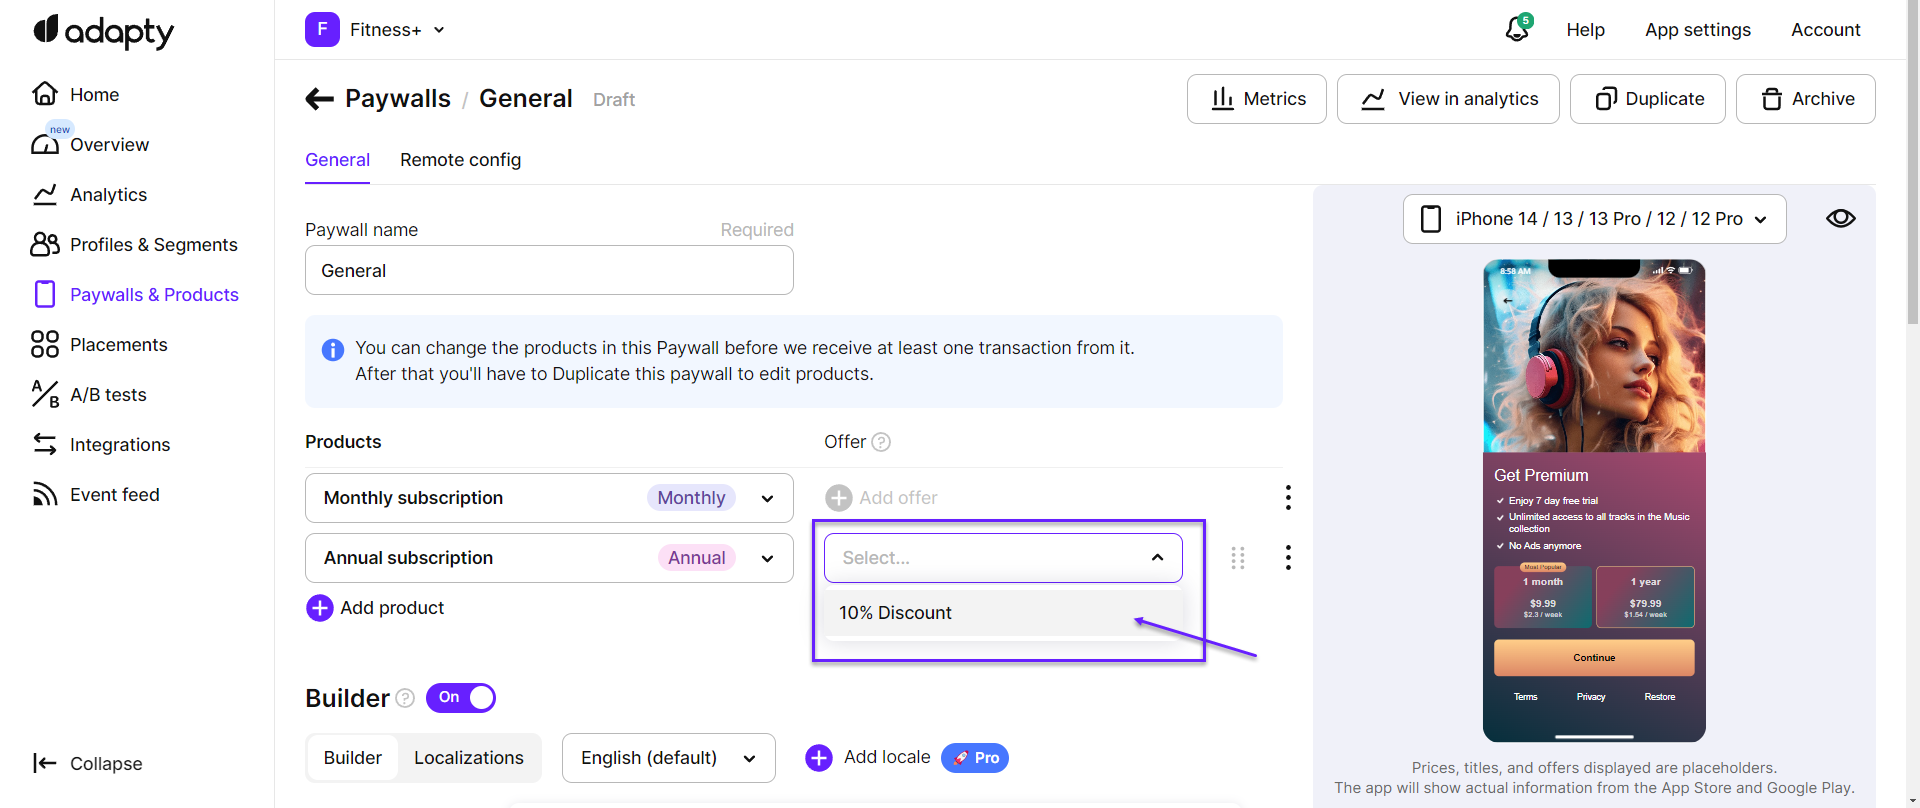 adapty
F
Fitness+
5
Help
App settings
Account
Home
new
Overview
Analytics
Profiles & Segments
Paywalls & Products
Placements
A/B tests
Integrations
Event feed
Collapse
Paywalls / General Draft
Metrics
View in analytics
Duplicate
Archive
General
Remote config
Paywall name
Required
General
You can change the products in this Paywall before we receive at least one transaction from it.
After that you'll have to Duplicate this paywall to edit products.
Products
Offer ?
Monthly subscription
Monthly
Add offer
Annual subscription
Annual
Select...
10% Discount
Add product
Builder ?
On
Builder
Localizations
English (default)
Add locale
Pro
iPhone 14 / 13 / 13 Pro / 12 / 12 Pro
8:58 AM
Get Premium
Enjoy 7 day free trial
Unlimited access to all tracks in the Music
collection
No Ads anymore
Most Popular
1 month
$9.99
$2.3 / week
1 year
$79.99
$1.54 / week
Continue
Terms
Privacy
Restore
Prices, titles, and offers displayed are placeholders.
The app will show actual information from the App Store and Google Play.